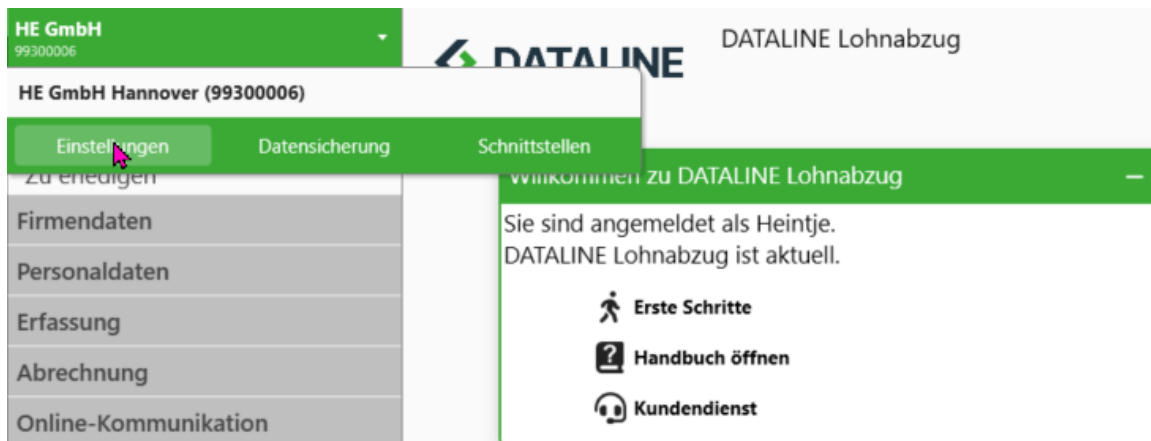 HE GmbH
99300006
DATALINE
DATALINE Lohnabzug
HE GmbH Hannover (99300006)
Einstellungen
Datensicherung
Schnittstellen
Zu erledigen
Willkommen zu DATALINE Lohnabzug
Firmendaten
Personaldaten
Erfassung
Abrechnung
Online-Kommunikation
Sie sind angemeldet als Heintje.
DATALINE Lohnabzug ist aktuell.
Erste Schritte
Handbuch öffnen
Kundendienst